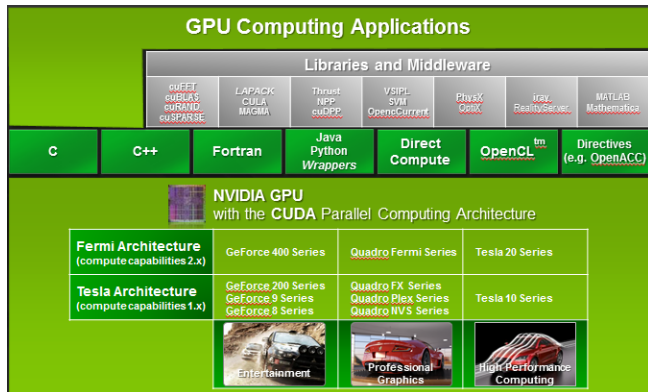 GPU Computing Applications
Libraries and Middleware
cuFFT
cuBLAS
cuRAND
cuSPARSE
LAPACK
CULA
MAGMA
Thrust
NPP
cuDPP
VSIPL
SVM
OpencCurrent
PhysX
OptiX
iray
RealityServer
MATLAB
Mathematica
C
C++
Fortran
Java
Python
Wrappers
Direct
Compute
OpenCL tm
Directives
(e.g. OpenACC)
NVIDIA GPU
with the CUDA Parallel Computing Architecture
Fermi Architecture
(compute capabilities 2.x)
GeForce 400 Series
Quadro Fermi Series
Tesla 20 Series
Tesla Architecture
(compute capabilities 1.x)
GeForce 200 Series
GeForce 9 Series
GeForce 8 Series
Quadro FX Series
Quadro Plex Series
Quadro NVS Series
Tesla 10 Series
Entertainment
Professional
Graphics
High Performance
Computing